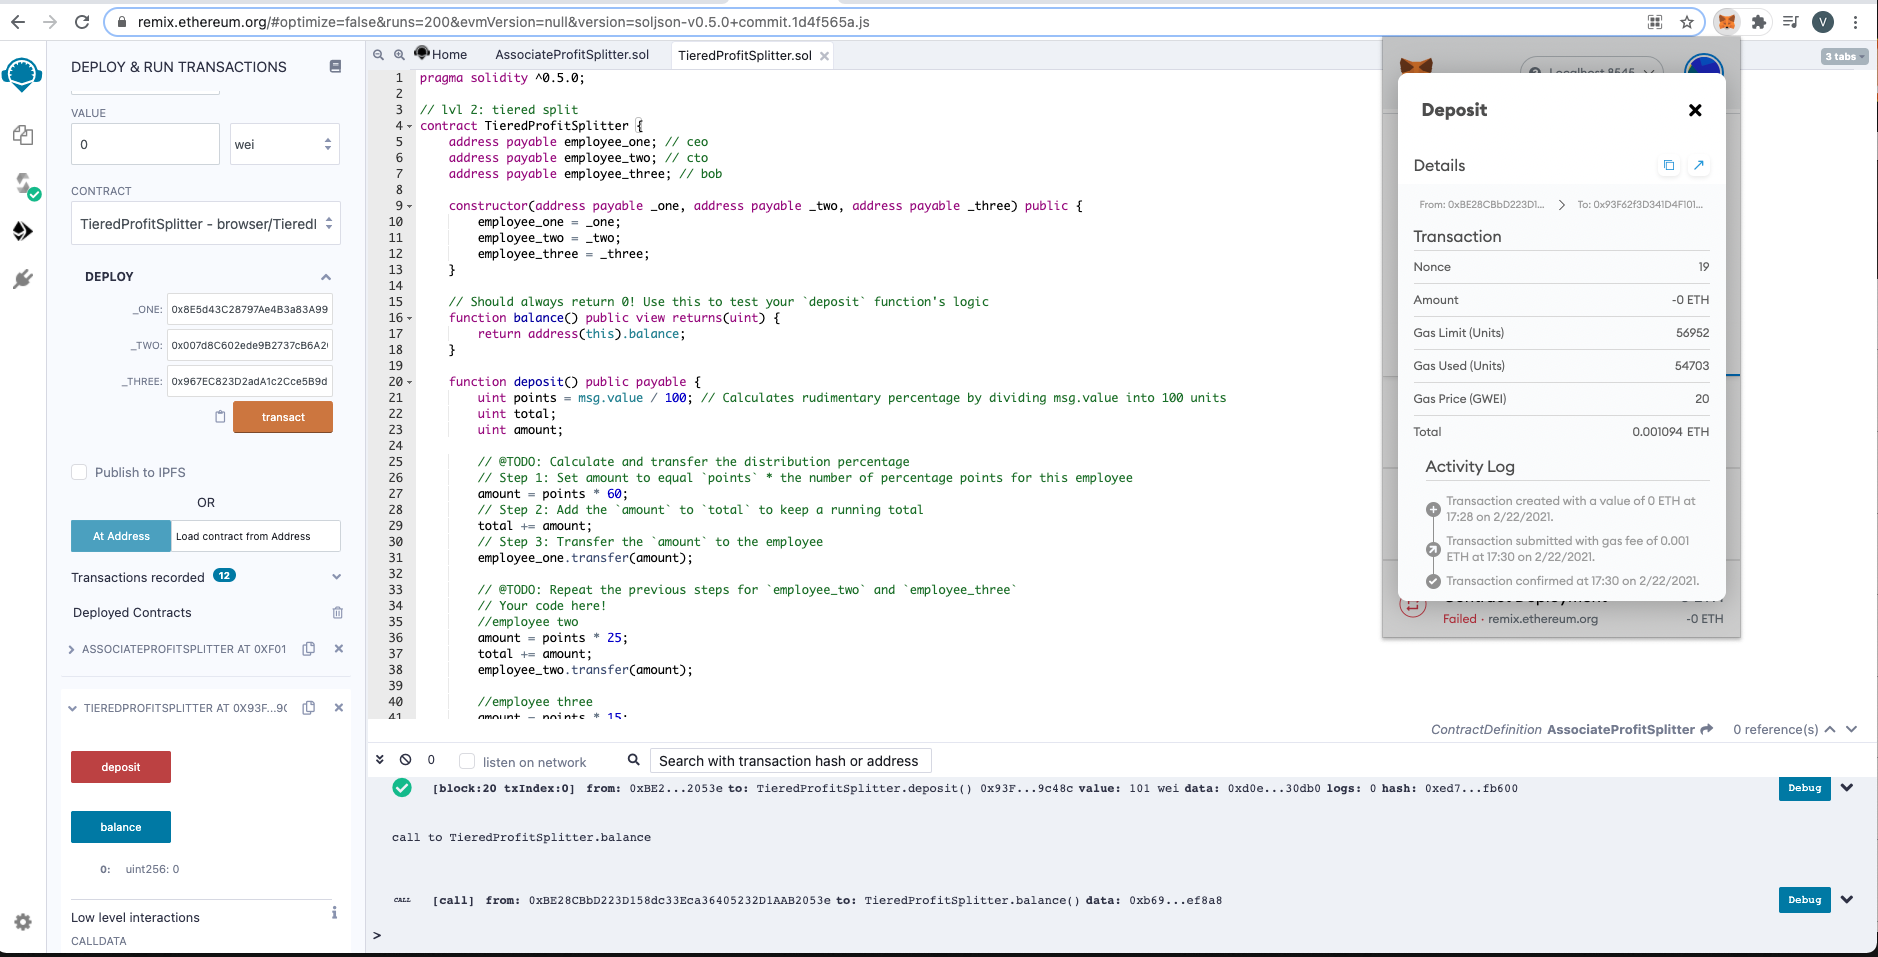 remix.ethereum.org/#optimize=false&runs=200&evmVersion=null&version=soljson-v0.5.0+commit.1d4f565a.js
V
DEPLOY & RUN TRANSACTIONS
VALUE
0
wei
CONTRACT
TieredProfitSplitter - browser/Tieredl
DEPLOY
_ONE: 0x8E5d43C28797Ae4B3a83A99
_TWO: 0x007d8C602ede9B2737cB6A2
_THREE: 0x967EC823D2adA1c2Cce5B9d
transact
Publish to IPFS
OR
At Address
Load contract from Address
Transactions recorded 12
Deployed Contracts
ASSOCIATEPROFITSPLITTER AT 0XF01
TIEREDPROFITSPLITTER AT 0X93F...9C
deposit
balance
0: uint256: 0
Low level interactions
CALLDATA
Home
AssociateProfitSplitter.sol
TieredProfitSplitter.sol
1 pragma solidity ^0.5.0;
2
3 // lvl 2: tiered split
4 contract TieredProfitSplitter {
5 address payable employee_one; // ceo
6 address payable employee_two; // cto
7 address payable employee_three; // bob
8
9 constructor(address payable _one, address payable _two, address payable _three) public {
10 employee_one = _one;
11 employee_two = _two;
12 employee_three = _three;
13 }
14
15 // Should always return 0! Use this to test your `deposit` function's logic
16 function balance() public view returns(uint) {
17 return address(this).balance;
18 }
19
20 function deposit() public payable {
21 uint points = msg.value / 100; // Calculates rudimentary percentage by dividing msg.value into 100 units
22 uint total;
23 uint amount;
24
25 // @TODO: Calculate and transfer the distribution percentage
26 // Step 1: Set amount to equal `points` * the number of percentage points for this employee
27 amount = points * 60;
28 // Step 2: Add the `amount` to `total` to keep a running total
29 total += amount;
30 // Step 3: Transfer the `amount` to the employee
31 employee_one.transfer(amount);
32
33 // @TODO: Repeat the previous steps for `employee_two` and `employee_three`
34 // Your code here!
35 //employee two
36 amount = points * 25;
37 total += amount;
38 employee_two.transfer(amount);
39
40 //employee three
41 amount = points * 15;
ContractDefinition AssociateProfitSplitter 0 reference(s)
0
listen on network
Search with transaction hash or address
[block:20 txIndex:0] from: 0xBE2...2053e to: TieredProfitSplitter.deposit() 0x93F...9c48c value: 101 wei data: 0xd0e...30db0 logs: 0 hash: 0xed7...fb600
Debug
call to TieredProfitSplitter.balance
CALL [call] from: 0xBE28CBbD223D158dc33Eca36405232D1AAB2053e to: TieredProfitSplitter.balance() data: 0xb69...ef8a8
Debug
>
3 tabs
Localhost 8545
Deposit
Details
From: 0xBE28CBbD223D1...
To: 0x93F62f3D341D4F101...
Transaction
Nonce 19
Amount -0 ETH
Gas Limit (Units) 56952
Gas Used (Units) 54703
Gas Price (GWEI) 20
Total 0.001094 ETH
Activity Log
Transaction created with a value of 0 ETH at
17:28 on 2/22/2021.
Transaction submitted with gas fee of 0.001
ETH at 17:30 on 2/22/2021.
Transaction confirmed at 17:30 on 2/22/2021.
Contract Deployment
Failed · remix.ethereum.org
-0 ETH